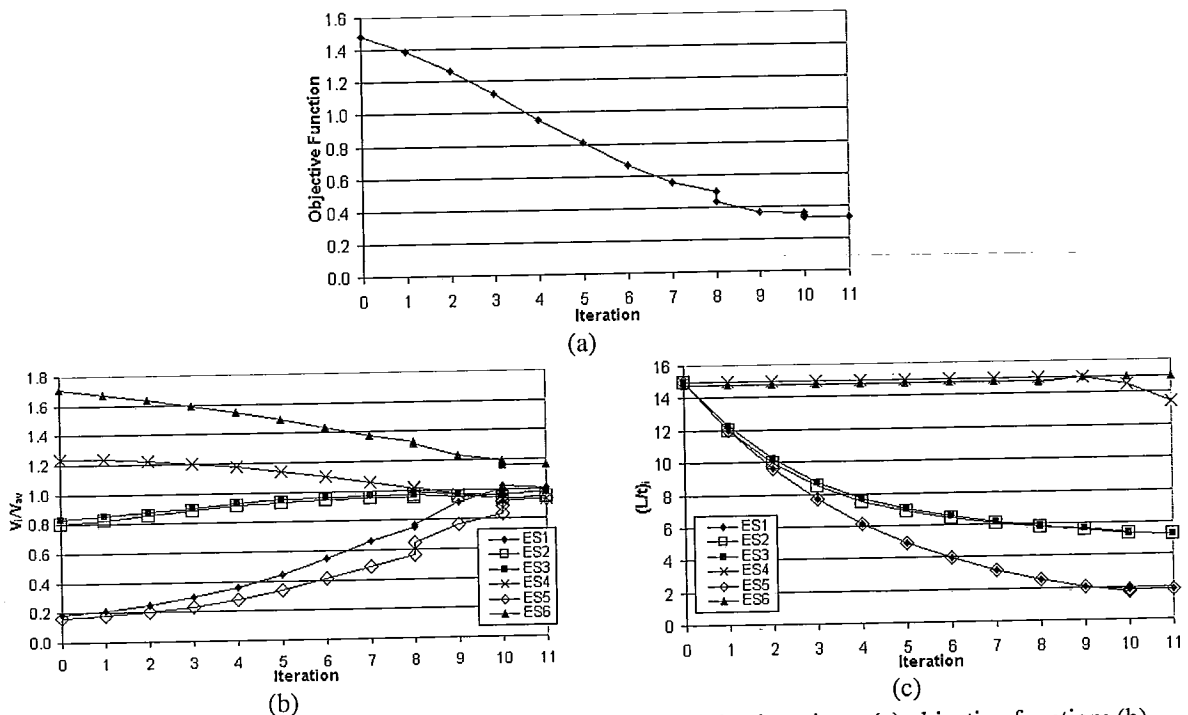 1.6
1.4
1.2
1.0
0.8
0.6
0.4
0.2
0.0
Objective Function
0 1 2 3 4 5 6 7 8 9 10 11
Iteration
(a)
1.8
1.6
1.4
1.2
1.0
0.8
0.6
0.4
0.2
0.0
Vi/Vav
ES1
ES2
ES3
ES4
ES5
ES6
0 1 2 3 4 5 6 7 8 9 10 11
Iteration
(b)
16
14
12
10
8
6
4
2
0
(L/t)i
ES1
ES2
ES3
ES4
ES5
ES6
0 1 2 3 4 5 6 7 8 9 10 11
Iteration
(c)
(a) objective function; (b)